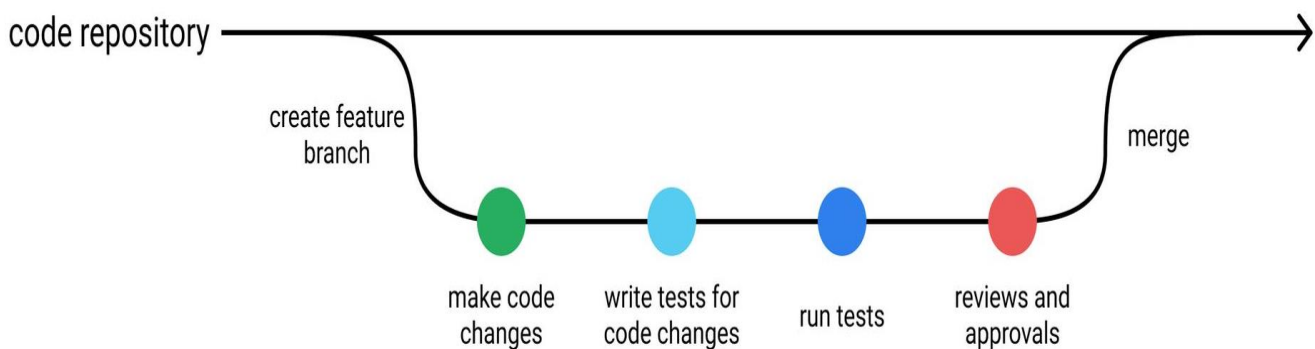 code repository
create feature
branch
merge
make code
changes
write tests for
code changes
run tests
reviews and
approvals